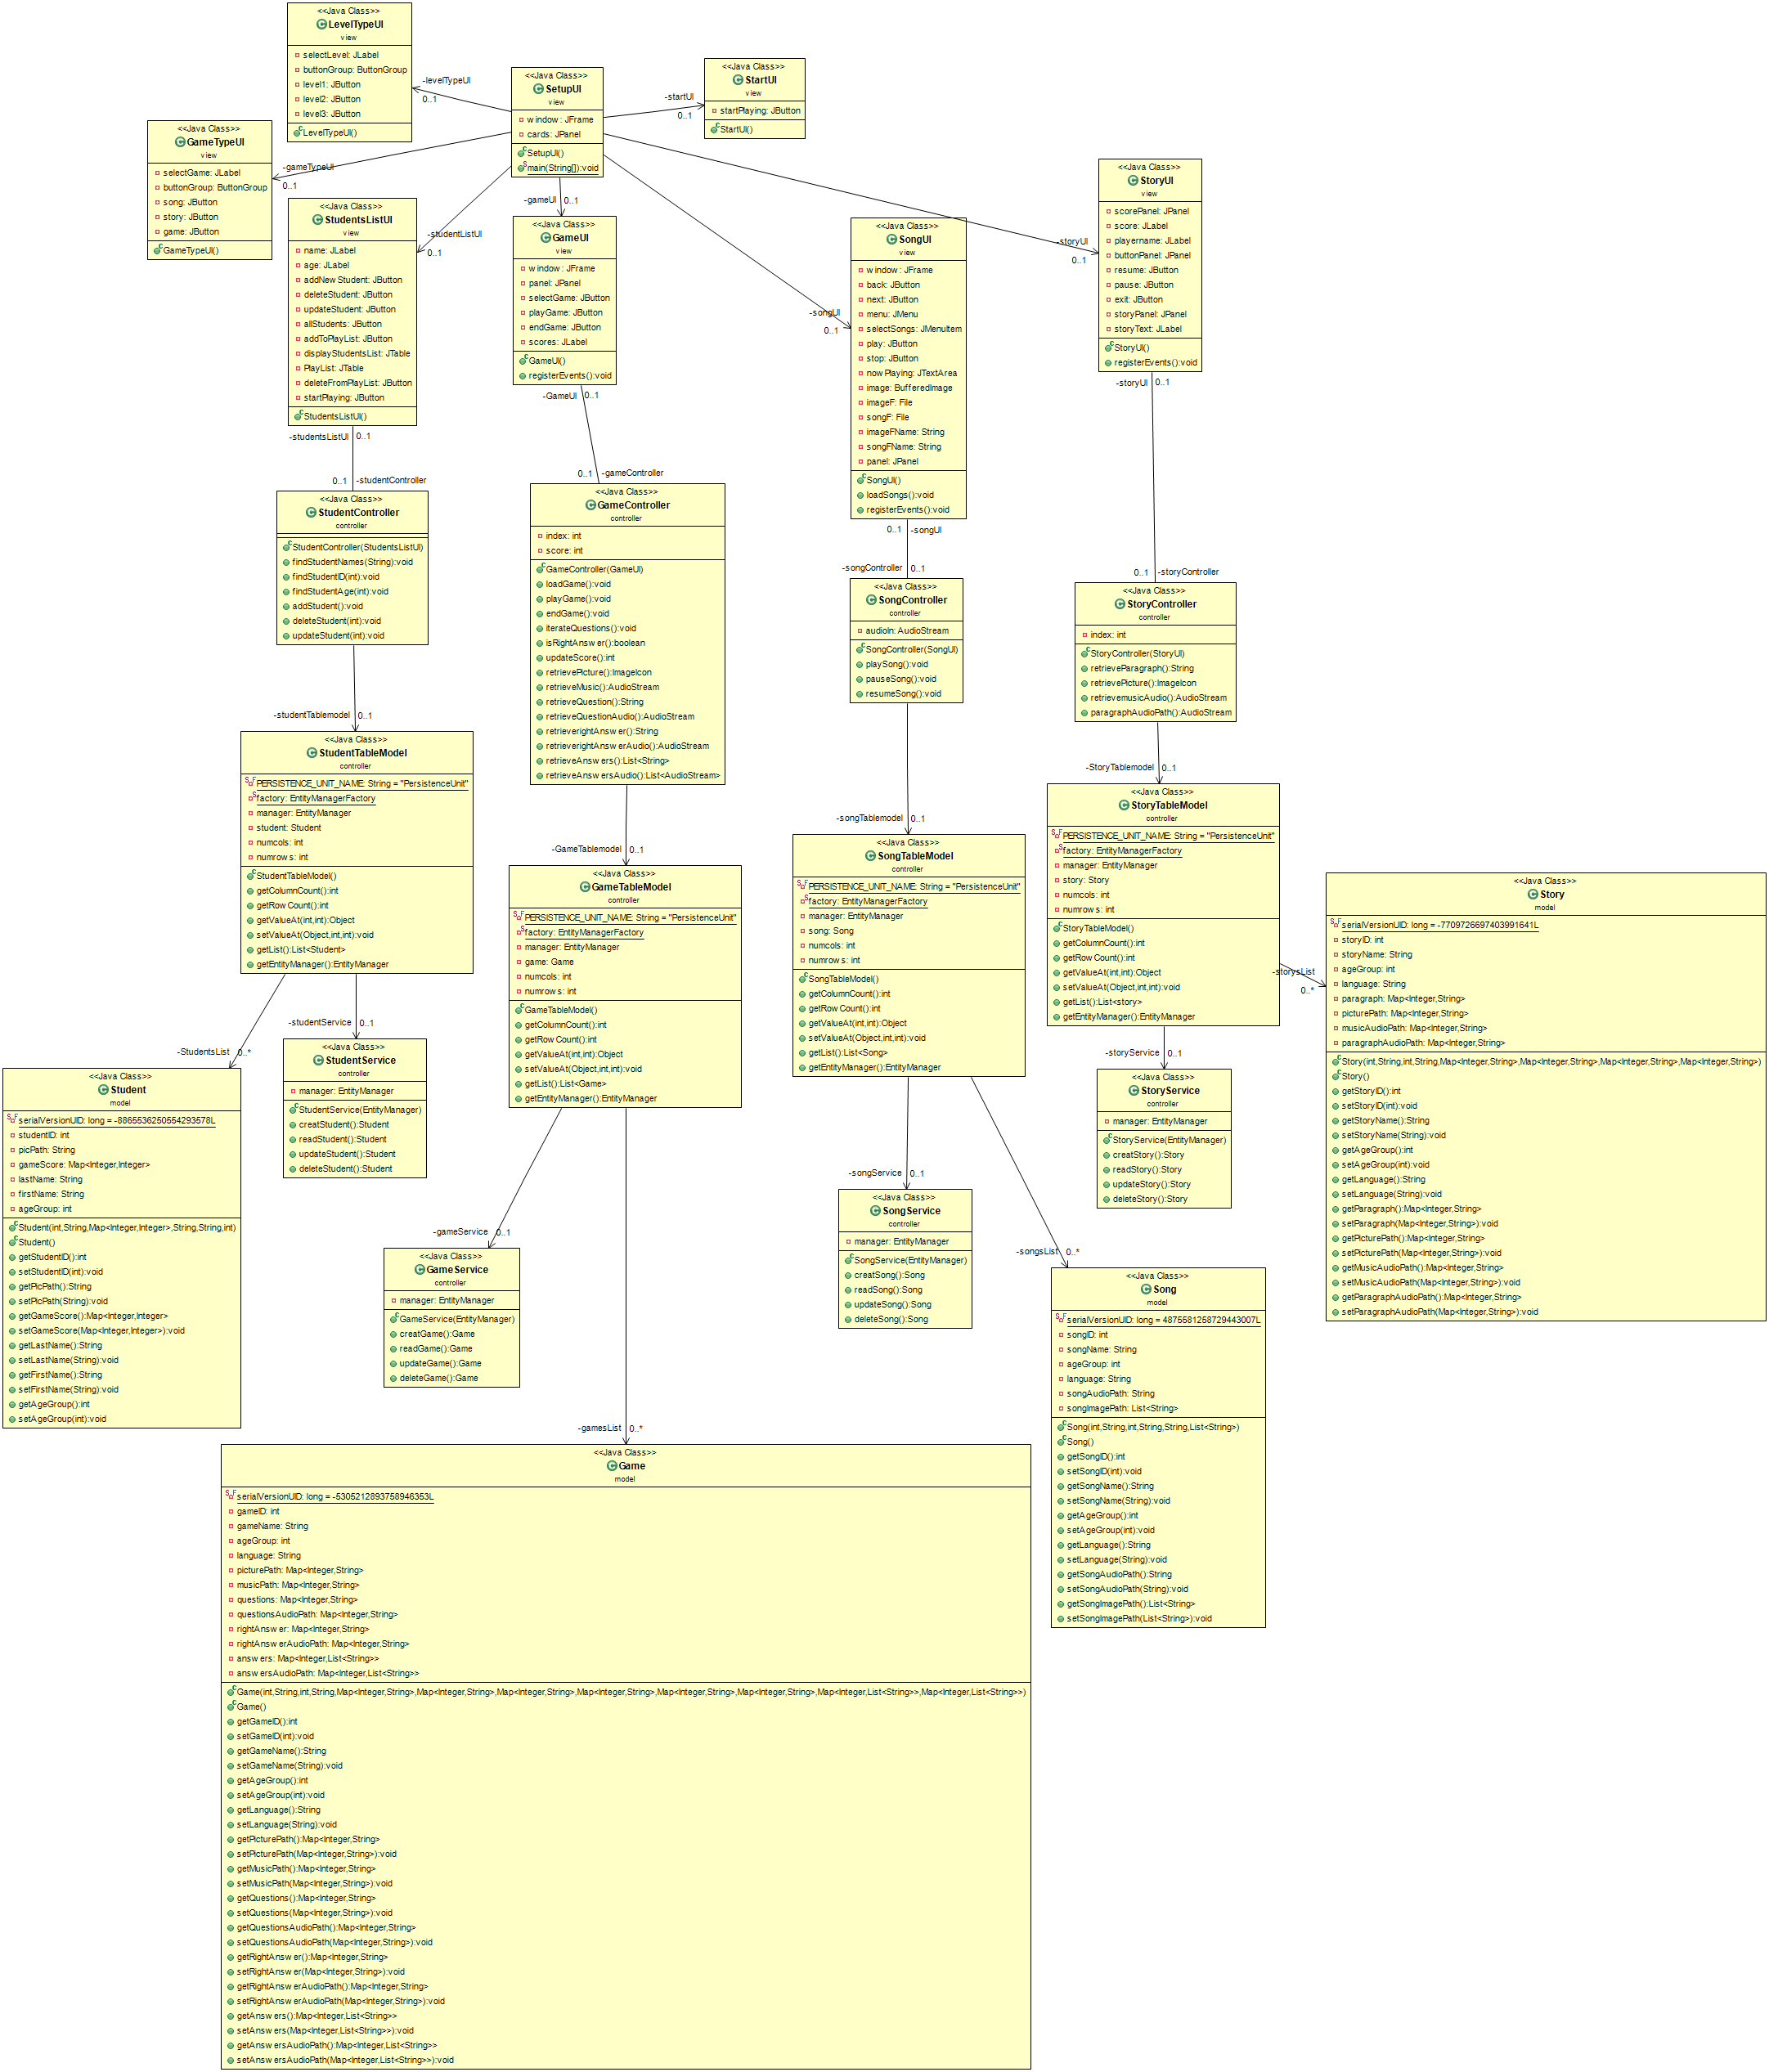 <<Java Class>>
LevelTypeUI
view
selectLevel: JLabel
buttonGroup: ButtonGroup
level1: JButton
level2: JButton
level3: JButton
LevelTypeUI()
-levelTypeUI
0..1
<<Java Class>>
SetupUI
view
window: JFrame
cards: JPanel
SetupUI()
main(String[]):void
-startUI
0..1
<<Java Class>>
StartUI
view
startPlaying: JButton
StartUI()
<<Java Class>>
GameTypeUI
view
selectGame: JLabel
buttonGroup: ButtonGroup
song: JButton
story: JButton
game: JButton
GameTypeUI()
-gameTypeUI
0..1
<<Java Class>>
StudentsListUI
view
name: JLabel
age: JLabel
addNewStudent: JButton
deleteStudent: JButton
updateStudent: JButton
allStudents: JButton
addToPlayList: JButton
displayStudentsList: JTable
PlayList: JTable
deleteFromPlayList: JButton
startPlaying: JButton
StudentsListUI()
-studentListUI
0..1
-gameUI
0..1
<<Java Class>>
GameUI
view
window: JFrame
panel: JPanel
selectGame: JButton
playGame: JButton
endGame: JButton
scores: JLabel
GameUI()
registerEvents():void
<<Java Class>>
SongUI
view
window: JFrame
back: JButton
next: JButton
menu: JMenu
selectSongs: JMenuItem
play: JButton
stop: JButton
nowPlaying: JTextArea
image: BufferedImage
imageF: File
songF: File
imageFName: String
songFName: String
panel: JPanel
SongUI()
loadSongs():void
registerEvents():void
-songUI
0..1
<<Java Class>>
StoryUI
view
scorePanel: JPanel
score: JLabel
playername: JLabel
buttonPanel: JPanel
resume: JButton
pause: JButton
exit: JButton
storyPanel: JPanel
storyText: JLabel
StoryUI()
registerEvents():void
-storyUI
0..1
-studentsListUI 0..1
0..1 -studentController
-GameUI 0..1
0..1 -gameController
0..1 -songUI
-songController 0..1
-storyUI 0..1
0..1 -storyController
<<Java Class>>
StudentController
controller
StudentController(StudentsListUI)
findStudentNames(String):void
findStudentID(int):void
findStudentAge(int):void
addStudent():void
deleteStudent(int):void
updateStudent(int):void
<<Java Class>>
GameController
controller
index: int
score: int
GameController(GameUI)
loadGame():void
playGame():void
endGame():void
iterateQuestions():void
isRightAnswer():boolean
updateScore():int
retrievePicture():ImageIcon
retrieveMusic():AudioStream
retrieveQuestion():String
retrieveQuestionAudio():AudioStream
retrieverightAnswer():String
retrieverightAnswerAudio():AudioStream
retrieveAnswers():List<String>
retrieveAnswersAudio():List<AudioStream>
<<Java Class>>
SongController
controller
audioIn: AudioStream
SongController(SongUI)
playSong():void
pauseSong():void
resumeSong():void
<<Java Class>>
StoryController
controller
index: int
StoryController(StoryUI)
retrieveParagraph():String
retrievePicture():ImageIcon
retrievemusicAudio():AudioStream
paragraphAudioPath():AudioStream
-studentTablemodel 0..1
-GameTablemodel 0..1
-songTablemodel 0..1
-StoryTablemodel 0..1
<<Java Class>>
StudentTableModel
controller
PERSISTENCE_UNIT_NAME: String = "PersistenceUnit"
factory: EntityManagerFactory
manager: EntityManager
student: Student
numcols: int
numrows: int
StudentTableModel()
getColumnCount():int
getRowCount():int
getValueAt(int,int):Object
setValueAt(Object,int,int):void
getList():List<Student>
getEntityManager():EntityManager
<<Java Class>>
GameTableModel
controller
PERSISTENCE_UNIT_NAME: String = "PersistenceUnit"
factory: EntityManagerFactory
manager: EntityManager
game: Game
numcols: int
numrows: int
GameTableModel()
getColumnCount():int
getRowCount():int
getValueAt(int,int):Object
setValueAt(Object,int,int):void
getList():List<Game>
getEntityManager():EntityManager
<<Java Class>>
SongTableModel
controller
PERSISTENCE_UNIT_NAME: String = "PersistenceUnit"
factory: EntityManagerFactory
manager: EntityManager
song: Song
numcols: int
numrows: int
SongTableModel()
getColumnCount():int
getRowCount():int
getValueAt(int,int):Object
setValueAt(Object,int,int):void
getList():List<Song>
getEntityManager():EntityManager
<<Java Class>>
StoryTableModel
controller
PERSISTENCE_UNIT_NAME: String = "PersistenceUnit"
factory: EntityManagerFactory
manager: EntityManager
story: Story
numcols: int
numrows: int
StoryTableModel()
getColumnCount():int
getRowCount():int
getValueAt(int,int):Object
setValueAt(Object,int,int):void
getList():List<story>
getEntityManager():EntityManager
-storysList
0..*
<<Java Class>>
Story
model
serialVersionUID: long = -7709726697403991641L
storyID: int
storyName: String
ageGroup: int
language: String
paragraph: Map<Integer,String>
picturePath: Map<Integer,String>
musicAudioPath: Map<Integer,String>
paragraphAudioPath: Map<Integer,String>
Story(int,String,int,String,Map<Integer,String>,Map<Integer,String>,Map<Integer,String>,Map<Integer,String>)
Story()
getStoryID():int
setStoryID(int):void
getStoryName():String
setStoryName(String):void
getAgeGroup():int
setAgeGroup(int):void
getLanguage():String
setLanguage(String):void
getParagraph():Map<Integer,String>
setParagraph(Map<Integer,String>):void
getPicturePath():Map<Integer,String>
setPicturePath(Map<Integer,String>):void
getMusicAudioPath():Map<Integer,String>
setMusicAudioPath(Map<Integer,String>):void
getParagraphAudioPath():Map<Integer,String>
setParagraphAudioPath(Map<Integer,String>):void
-StudentsList 0..*
-studentService 0..1
-gameService 0..1
-gamesList 0..*
-songService 0..1
-songsList 0..*
-storyService 0..1
<<Java Class>>
Student
model
serialVersionUID: long = -8865536250554293578L
studentID: int
picPath: String
gameScore: Map<Integer,Integer>
lastName: String
firstName: String
ageGroup: int
Student(int,String,Map<Integer,Integer>,String,String,int)
Student()
getStudentID():int
setStudentID(int):void
getPicPath():String
setPicPath(String):void
getGameScore():Map<Integer,Integer>
setGameScore(Map<Integer,Integer>):void
getLastName():String
setLastName(String):void
getFirstName():String
setFirstName(String):void
getAgeGroup():int
setAgeGroup(int):void
<<Java Class>>
StudentService
controller
manager: EntityManager
StudentService(EntityManager)
creatStudent():Student
readStudent():Student
updateStudent():Student
deleteStudent():Student
<<Java Class>>
GameService
controller
manager: EntityManager
GameService(EntityManager)
creatGame():Game
readGame():Game
updateGame():Game
deleteGame():Game
<<Java Class>>
SongService
controller
manager: EntityManager
SongService(EntityManager)
creatSong():Song
readSong():Song
updateSong():Song
deleteSong():Song
<<Java Class>>
StoryService
controller
manager: EntityManager
StoryService(EntityManager)
creatStory():Story
readStory():Story
updateStory():Story
deleteStory():Story
<<Java Class>>
Song
model
serialVersionUID: long = 4875581258729443007L
songID: int
songName: String
ageGroup: int
language: String
songAudioPath: String
songImagePath: List<String>
Song(int,String,int,String,String,List<String>)
Song()
getSongID():int
setSongID(int):void
getSongName():String
setSongName(String):void
getAgeGroup():int
setAgeGroup(int):void
getLanguage():String
setLanguage(String):void
getSongAudioPath():String
setSongAudioPath(String):void
getSongImagePath():List<String>
setSongImagePath(List<String>):void
<<Java Class>>
Game
model
serialVersionUID: long = -5305212893758946353L
gameID: int
gameName: String
ageGroup: int
language: String
picturePath: Map<Integer,String>
musicPath: Map<Integer,String>
questions: Map<Integer,String>
questionsAudioPath: Map<Integer,String>
rightAnswer: Map<Integer,String>
rightAnswerAudioPath: Map<Integer,String>
answers: Map<Integer,List<String>>
answersAudioPath: Map<Integer,List<String>>
Game(int,String,int,String,Map<Integer,String>,Map<Integer,String>,Map<Integer,String>,Map<Integer,String>,Map<Integer,String>,Map<Integer,String>,Map<Integer,List<String>>,Map<Integer,List<String>>)
Game()
getGameID():int
setGameID(int):void
getGameName():String
setGameName(String):void
getAgeGroup():int
setAgeGroup(int):void
getLanguage():String
setLanguage(String):void
getPicturePath():Map<Integer,String>
setPicturePath(Map<Integer,String>):void
getMusicPath():Map<Integer,String>
setMusicPath(Map<Integer,String>):void
getQuestions():Map<Integer,String>
setQuestions(Map<Integer,String>):void
getQuestionsAudioPath():Map<Integer,String>
setQuestionsAudioPath(Map<Integer,String>):void
getRightAnswer():Map<Integer,String>
setRightAnswer(Map<Integer,String>):void
getRightAnswerAudioPath():Map<Integer,String>
setRightAnswerAudioPath(Map<Integer,String>):void
getAnswers():Map<Integer,List<String>>
setAnswers(Map<Integer,List<String>>):void
getAnswersAudioPath():Map<Integer,List<String>>
setAnswersAudioPath(Map<Integer,List<String>>):void